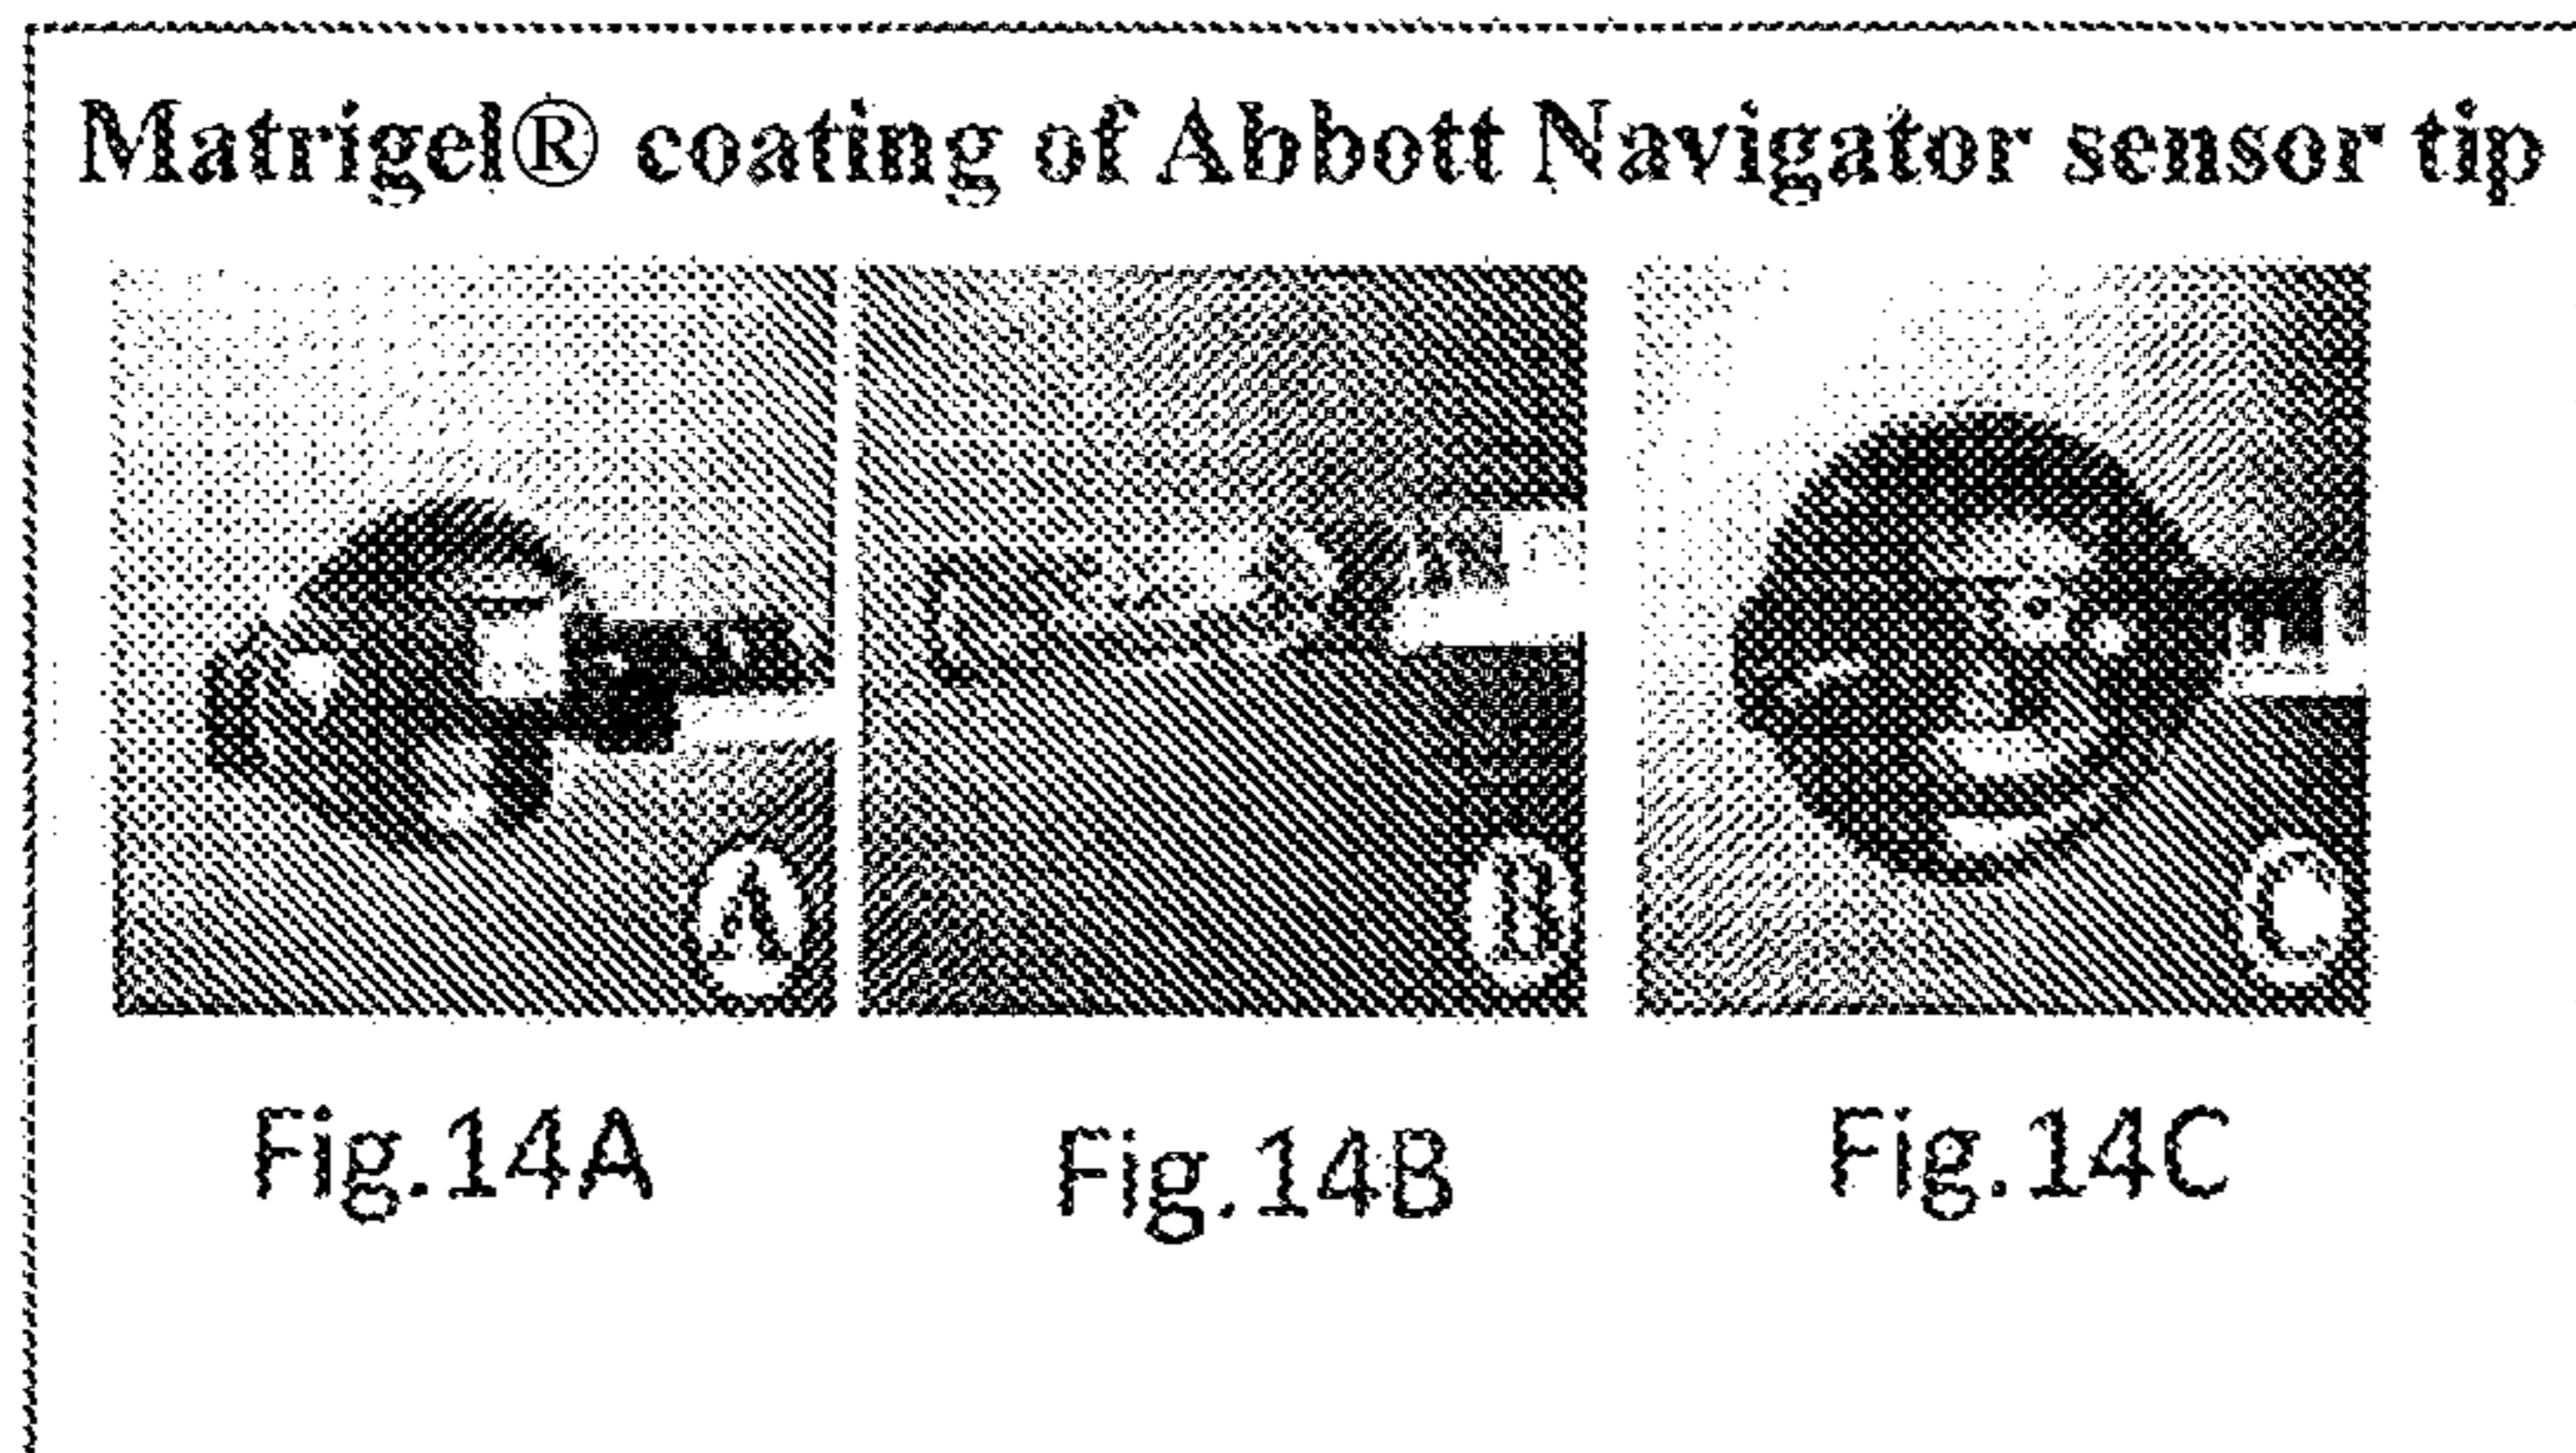 Matrigel® coating of Abbott Navigator sensor tip
A B C
Fig.14A Fig.14B Fig.14C